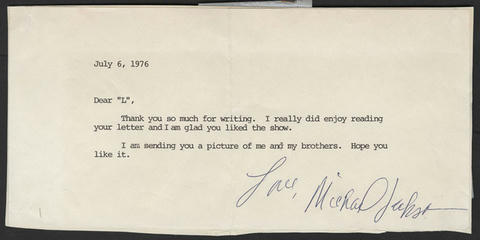 July 6, 1976
Dear "L",
Thank you so much for writing. I really did enjoy reading
your letter and I am glad you liked the show.
I am sending you a picture of me and my brothers. Hope you
like it.
Love, Michael Jackson